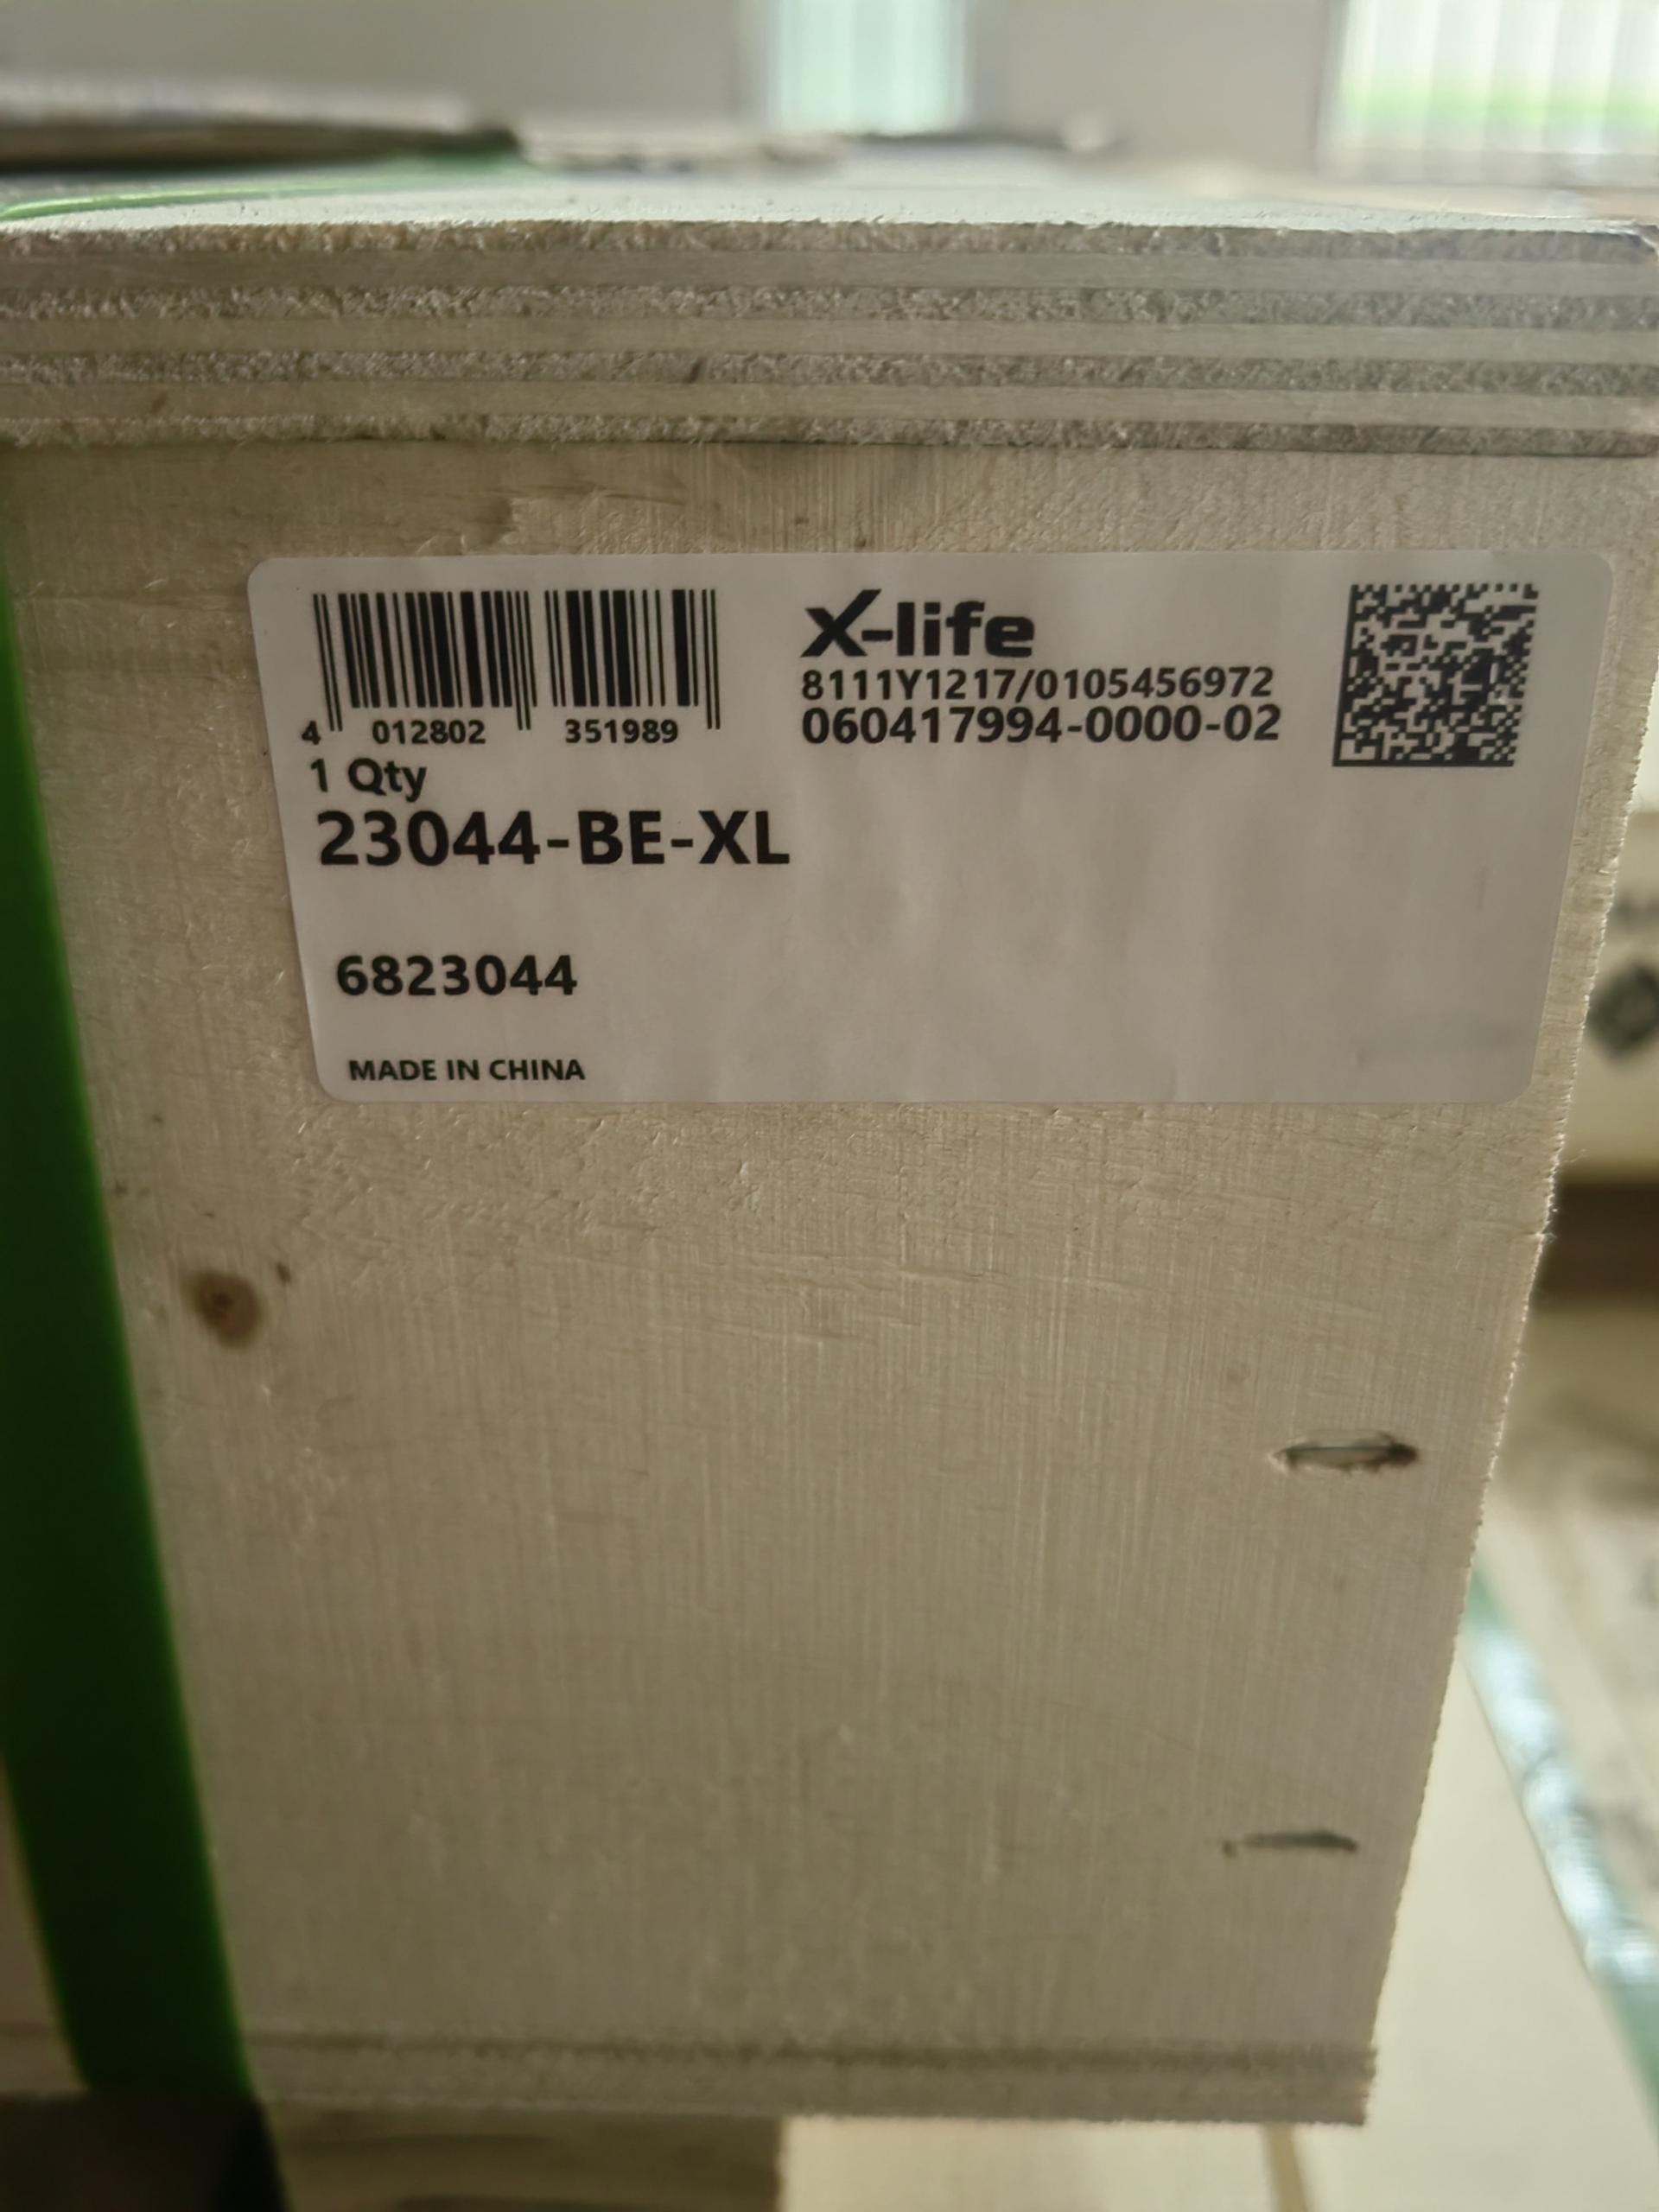 4 012802 351989
X-life
8111Y1217/0105456972
060417994-0000-02
1 Qty
23044-BE-XL
6823044
MADE IN CHINA